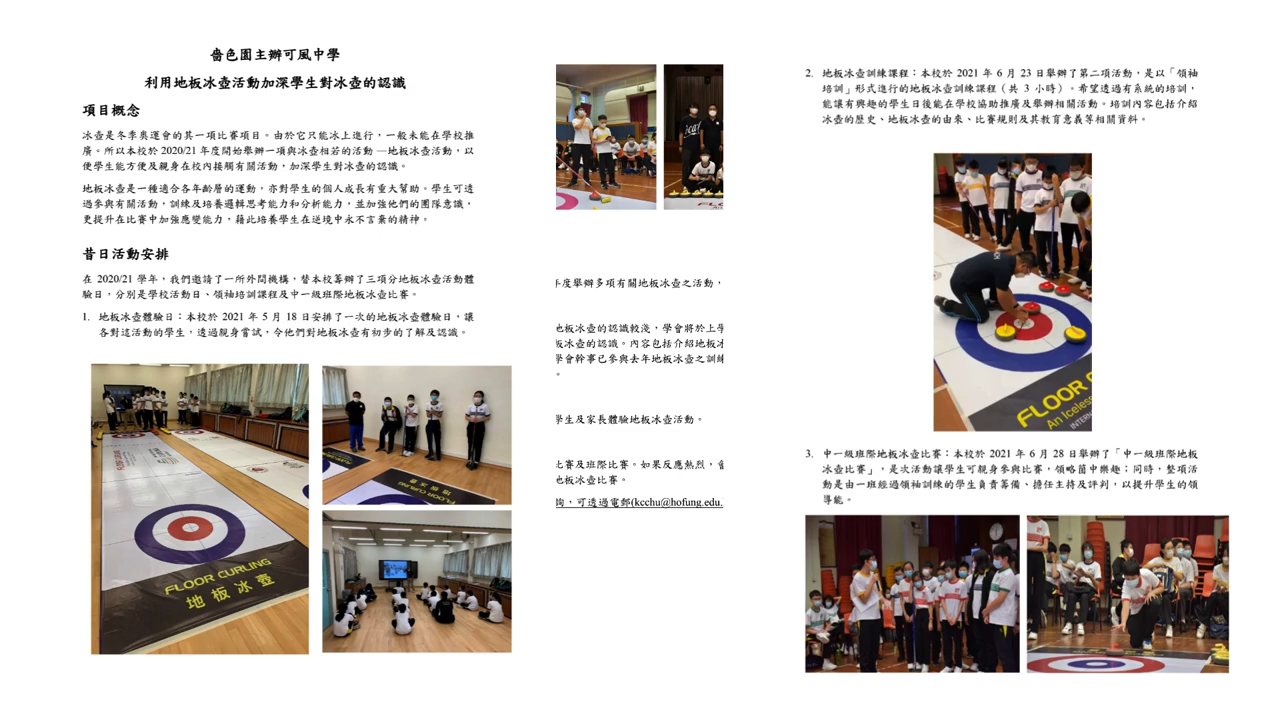 嗇色園主辦可風中學
利用地板冰壺活動加深學生對冰壺的認識
項目概念
冰壺是冬季奧運會的其一項比賽項目。由於它只能冰上進行，一般未能在學校推
廣。所以本校於 2020/21 年度開始舉辦一項與冰壺相若的活動 —地板冰壺活動，以
便學生能方便及親身在校內接觸有關活動，加深學生對冰壺的認識。
地板冰壺是一種適合各年齡層的運動，亦對學生的個人成長有重大幫助。學生可透
過參與有關活動，訓練及培養邏輯思考能力和分析能力，並加強他們的團隊意識，
更提升在比賽中加強應變能力，藉此培養學生在逆境中永不言棄的精神。
昔日活動安排
在 2020/21 學年，我們邀請了一所外間機構，替本校籌辦了三項分地板冰壺活動體
驗日，分別是學校活動日、領袖培訓課程及中一級班際地板冰壺比賽。
1. 地板冰壺體驗日：本校於 2021 年 5 月 18 日安排了一次的地板冰壺體驗日，讓
各對這活動的學生，透過親身嘗試，令他們對地板冰壺有初步的了解及認識。
FLOOR CURLING
地板冰壺
FLOOR CURLING
地板冰壺
年度舉辦多項有關地板冰壺之活動，
地板冰壺的認識較淺，學會將於上學
板冰壺的認識。內容包括介紹地板冰
學會幹事已參與去年地板冰壺之訓練
。
學生及家長體驗地板冰壺活動。
比賽及班際比賽。如果反應熱烈，會
地板冰壺比賽。
詢，可透過電郵(kcchu@hofung.edu.
2. 地板冰壺訓練課程：本校於 2021 年 6 月 23 日舉辦了第二項活動，是以「領袖
培訓」形式進行的地板冰壺訓練課程（共 3 小時）。希望透過有系統的培訓，
能讓有興趣的學生日後能在學校協助推廣及舉辦相關活動。培訓內容包括介紹
冰壺的歷史、地板冰壺的由來、比賽規則及其教育意義等相關資料。
FLOOR C
An Iceless
INTERN
3. 中一級班際地板冰壺比賽：本校於 2021 年 6 月 28 日舉辦了「中一級班際地板
冰壺比賽」，是次活動讓學生可親身參與比賽，領略箇中樂趣；同時，整項活
動是由一班經過領袖訓練的學生負責籌備、擔任主持及評判，以提升學生的領
導能。